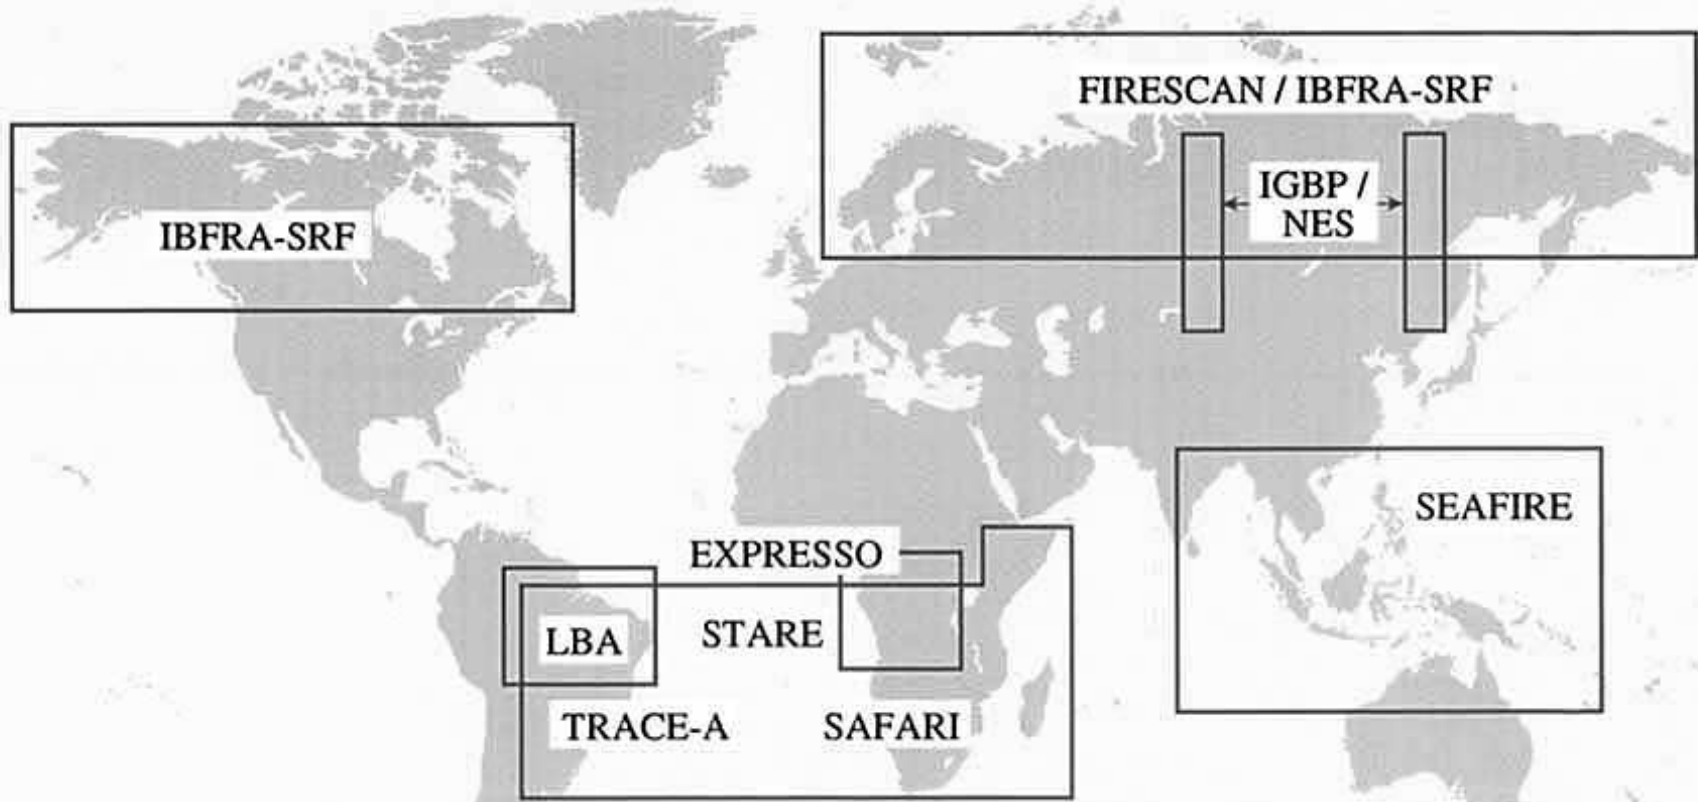 FIRESCAN / IBFRA-SRF
IGBP /
NES
IBFRA-SRF
SEAFIRE
EXPRESSO
LBA
STARE
TRACE-A
SAFARI